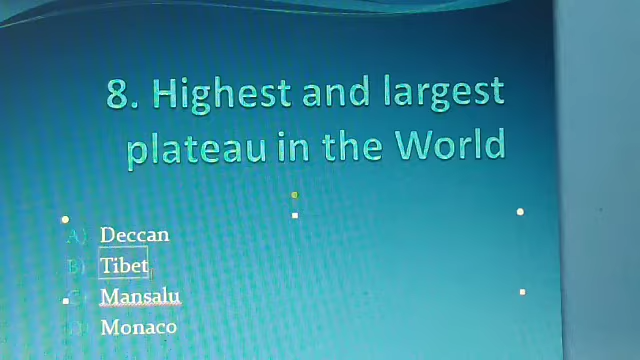 8. Highest and largest
plateau in the World
A) Deccan
B) Tibet
C) Mansalu
D) Monaco